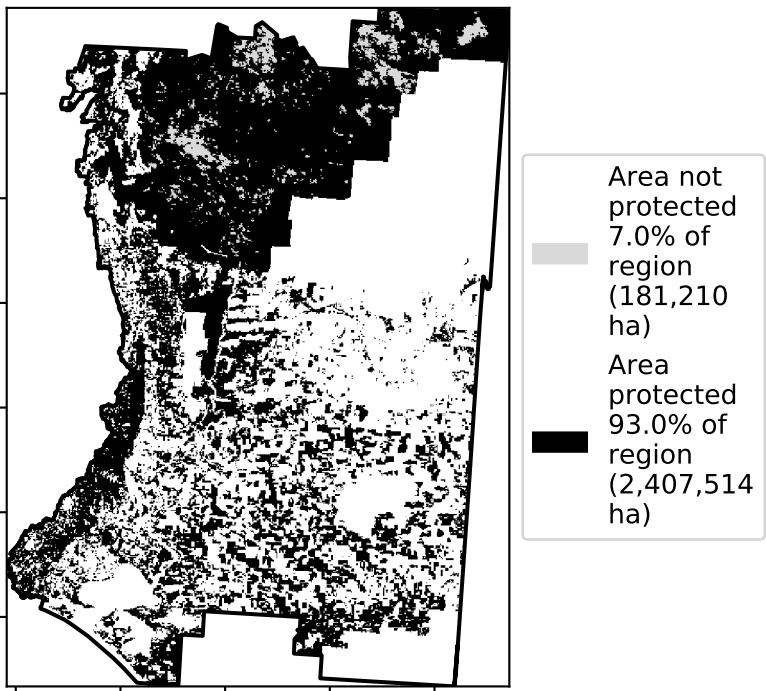 Area not
protected
7.0% of
region
(181,210
ha)
Area
protected
93.0% of
region
(2,407,514
ha)